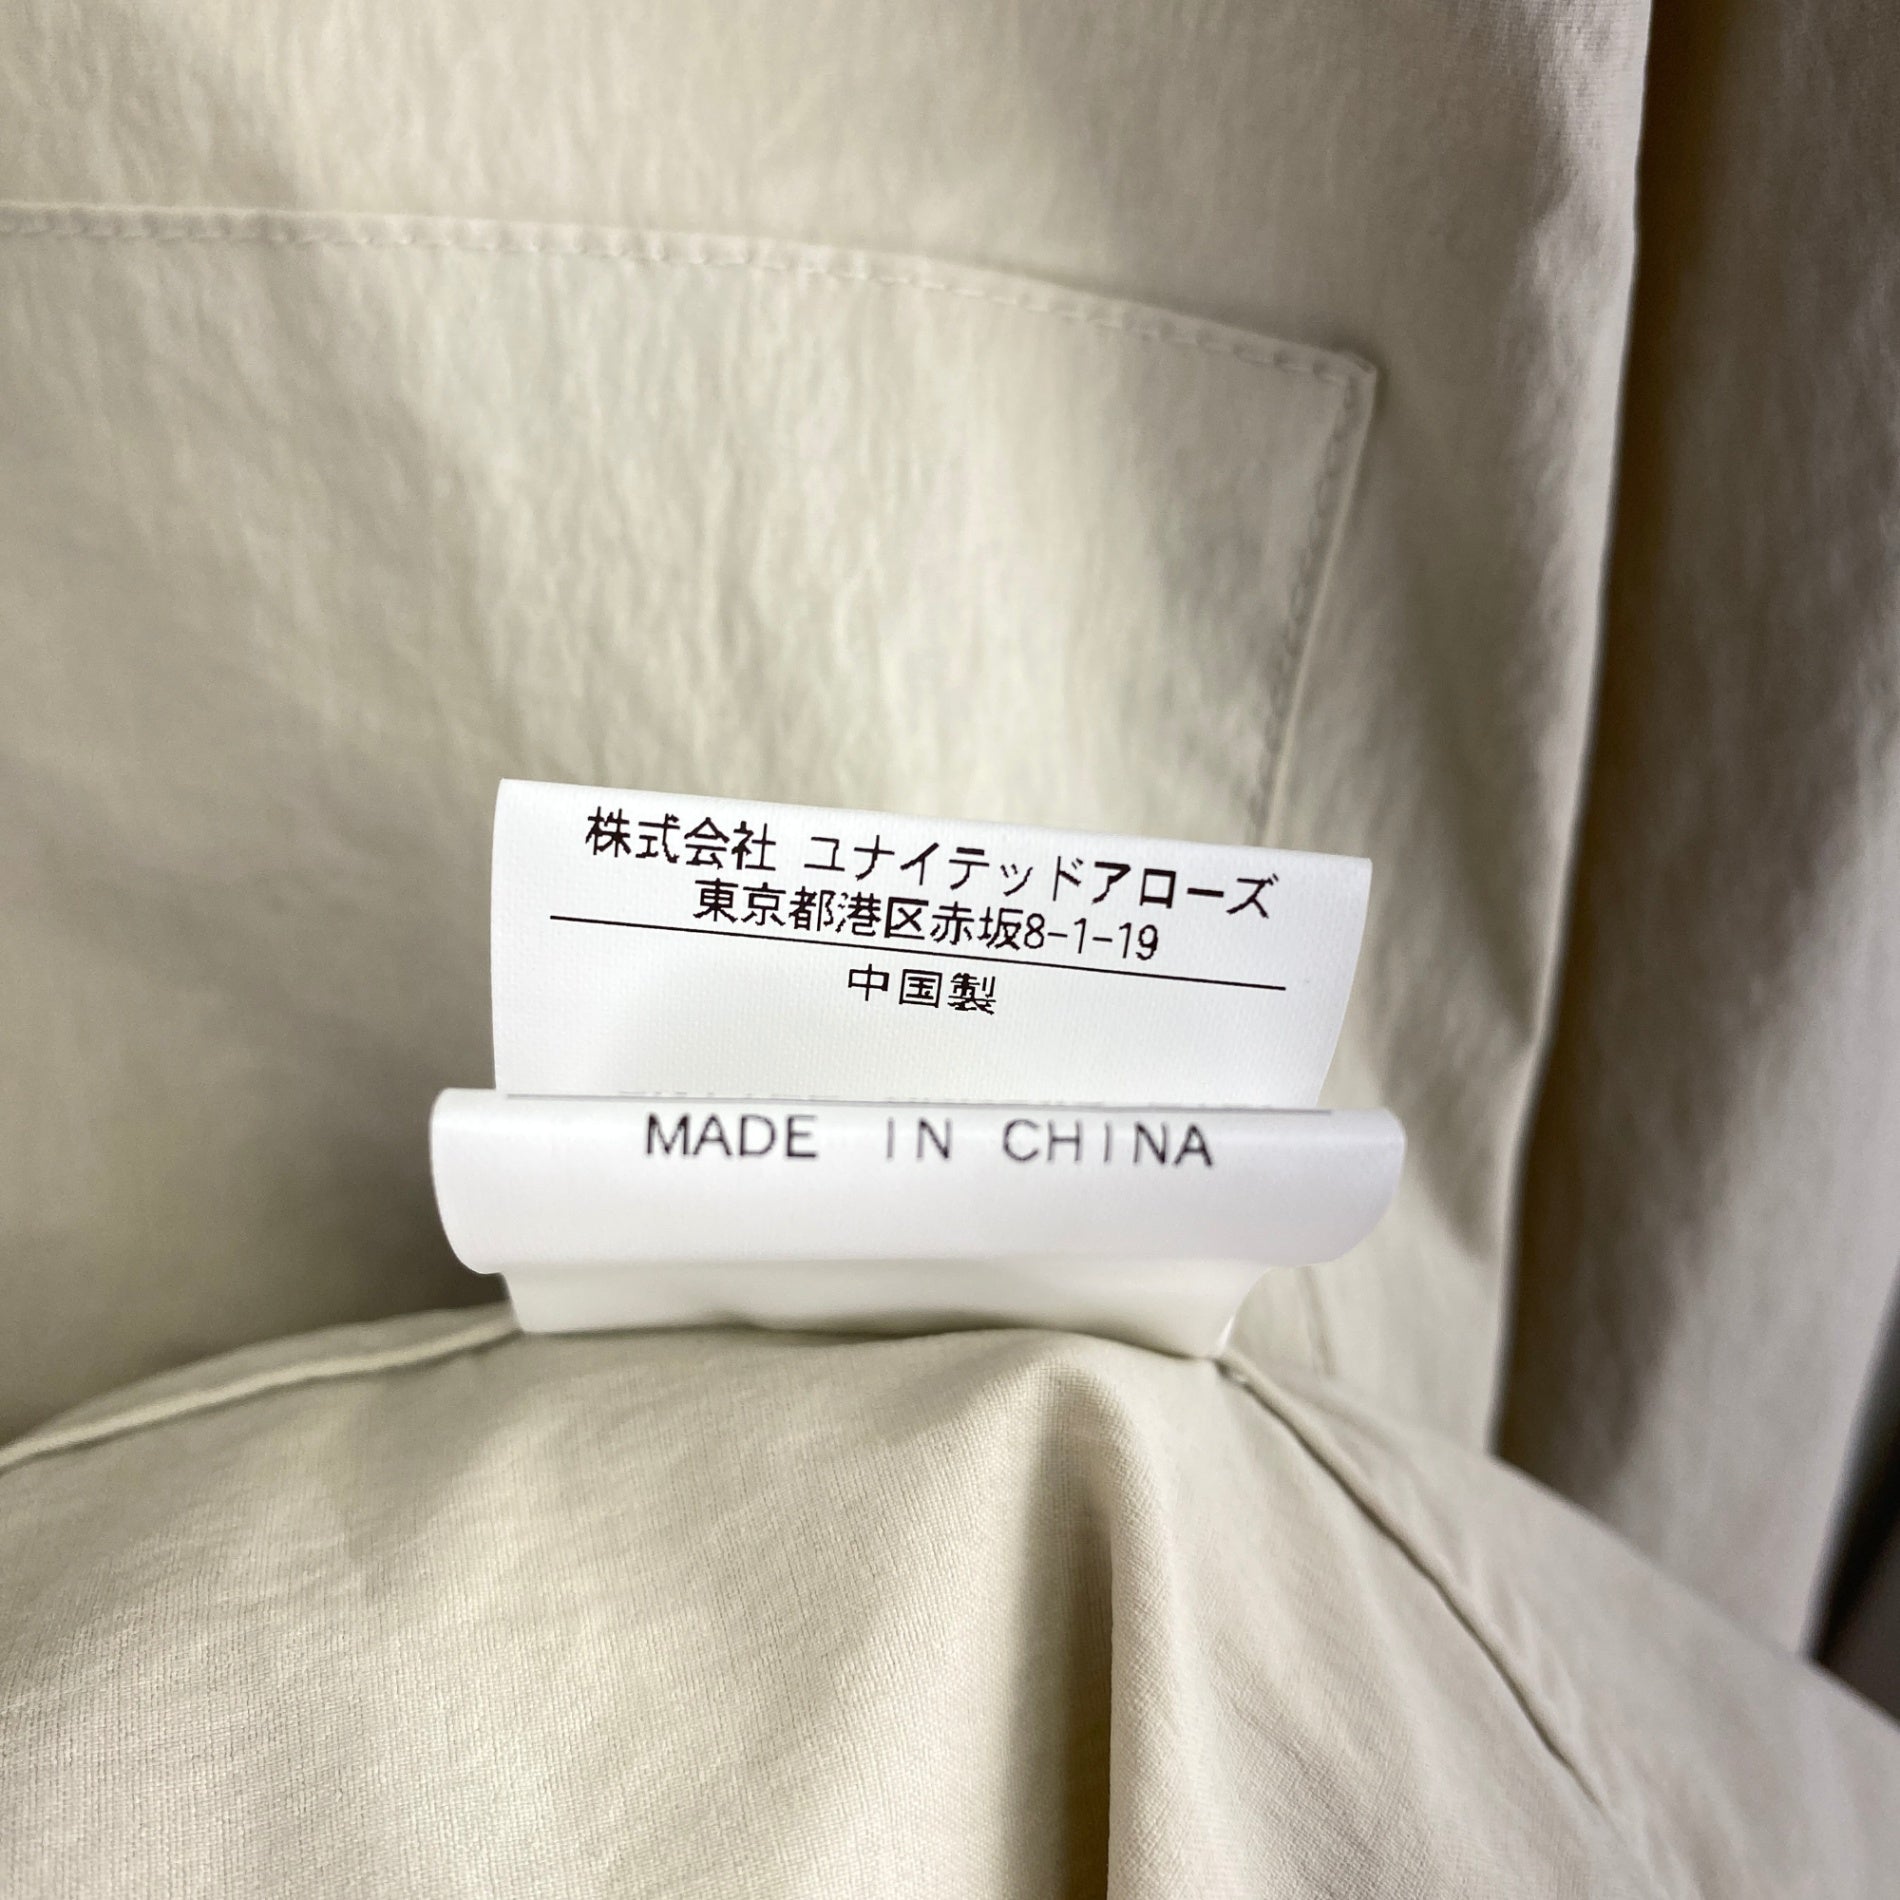 株式会社 ユナイテッドアローズ
東京都港区赤坂8-1-19
中国製
MADE IN CHINA